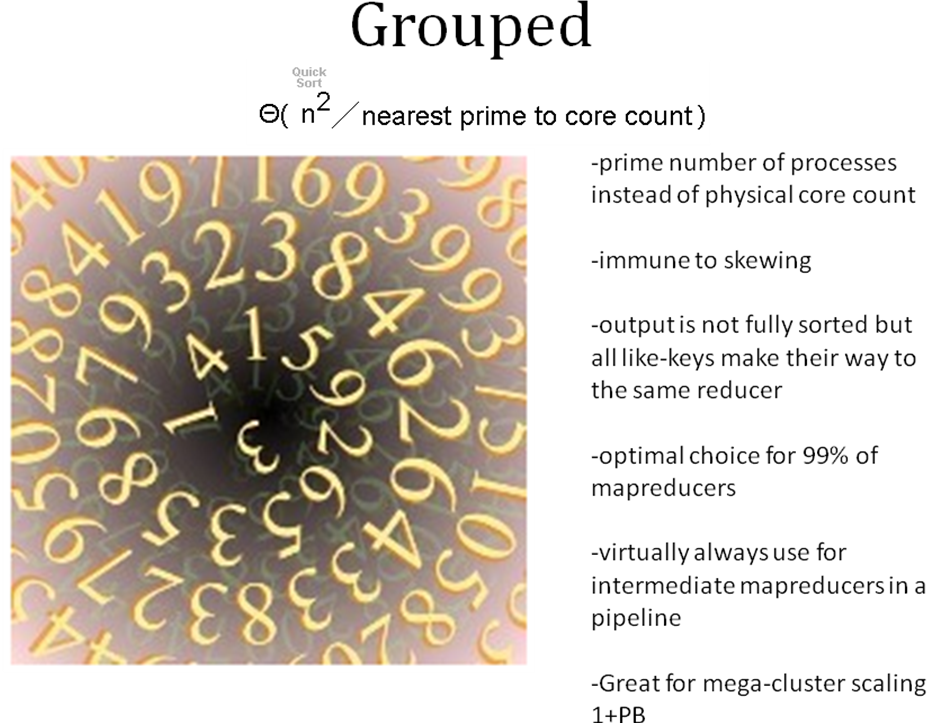 Grouped
Quick
Sort
Θ( n² / nearest prime to core count)
-prime number of processes
instead of physical core count
-immune to skewing
-output is not fully sorted but
all like-keys make their way to
the same reducer
-optimal choice for 99% of
mapreducers
-virtually always use for
intermediate mapreducers in a
pipeline
-Great for mega-cluster scaling
1+PB